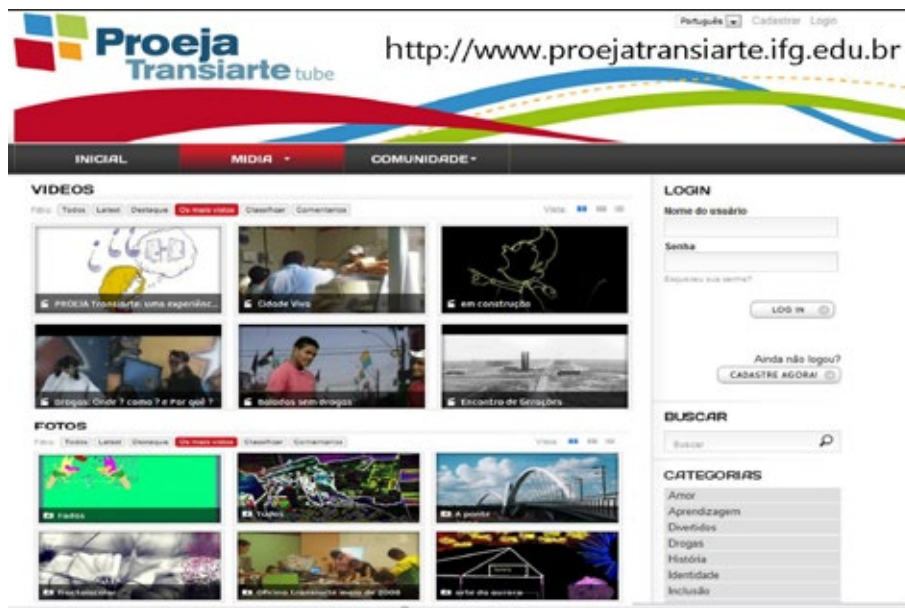 Português Cadastrar Login
Proeja
Transiarte tube
http://www.proejatransiarte.ifg.edu.br
INICIAL MIDIA COMUNIDADE
VIDEOS
Filtro: Todos Latest Destaque Os mais vistos Classificar Comentarios Vista:
PROEJA Transiarte: uma experiênc...
Cidade Viva
em construção
Drogas: Onde ? como ? e Por quê ?
Baladas sem drogas
Encontro de Gerações
FOTOS
Filtro: Todos Latest Destaque Os mais vistos Classificar Comentarios Vista:
Fados
Tudos
A ponte
fractalscolor
Oficina transiarte maio de 2008
arte da aurora
LOGIN
Nome do usuário
Senha
Esqueceu sua senha?
LOG IN
Ainda não logou?
CADASTRE AGORA!
BUSCAR
Buscar
CATEGORIAS
Amor
Aprendizagem
Divertidos
Drogas
História
Identidade
Inclusão